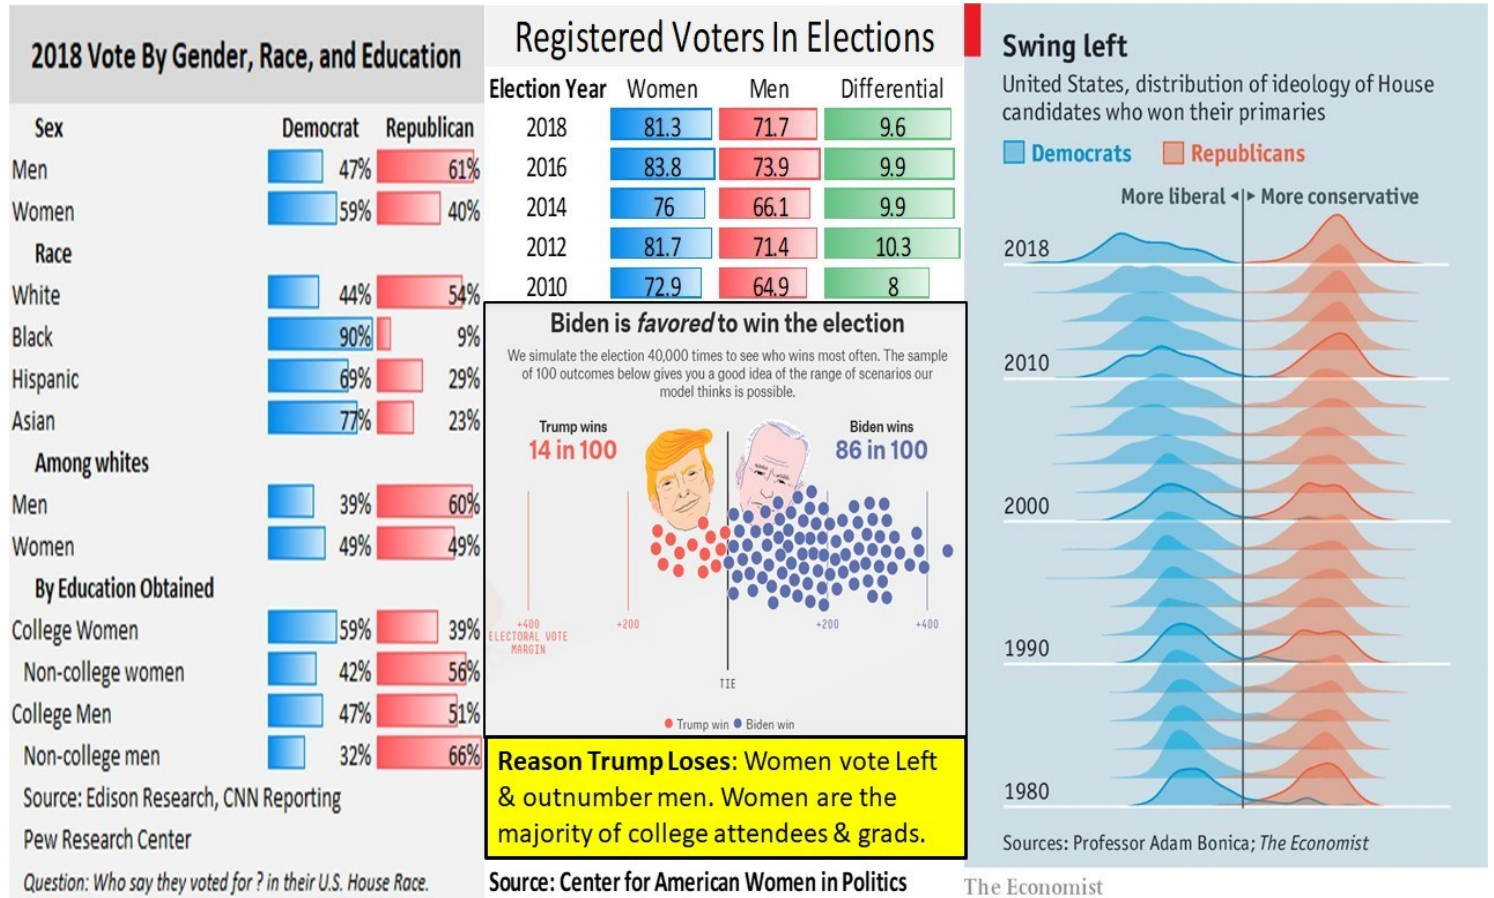 2018 Vote By Gender, Race, and Education
Sex Democrat Republican
Men 47% 61%
Women 59% 40%
Race
White 44% 54%
Black 90% 9%
Hispanic 69% 29%
Asian 77% 23%
Among whites
Men 39% 60%
Women 49% 49%
By Education Obtained
College Women 59% 39%
Non-college women 42% 56%
College Men 47% 51%
Non-college men 32% 66%
Source: Edison Research, CNN Reporting
Pew Research Center
Question: Who say they voted for ? in their U.S. House Race.
Registered Voters In Elections
Election Year Women Men Differential
2018 81.3 71.7 9.6
2016 83.8 73.9 9.9
2014 76 66.1 9.9
2012 81.7 71.4 10.3
2010 72.9 64.9 8
Biden is favored to win the election
We simulate the election 40,000 times to see who wins most often. The sample
of 100 outcomes below gives you a good idea of the range of scenarios our
model thinks is possible.
Trump wins Biden wins
14 in 100 86 in 100
+400 +200 +200 +400
ELECTORAL VOTE
MARGIN
TIE
Trump win Biden win
Reason Trump Loses: Women vote Left
& outnumber men. Women are the
majority of college attendees & grads.
Source: Center for American Women in Politics
Swing left
United States, distribution of ideology of House
candidates who won their primaries
Democrats Republicans
More liberal More conservative
2018
2010
2000
1990
1980
Sources: Professor Adam Bonica; The Economist
The Economist